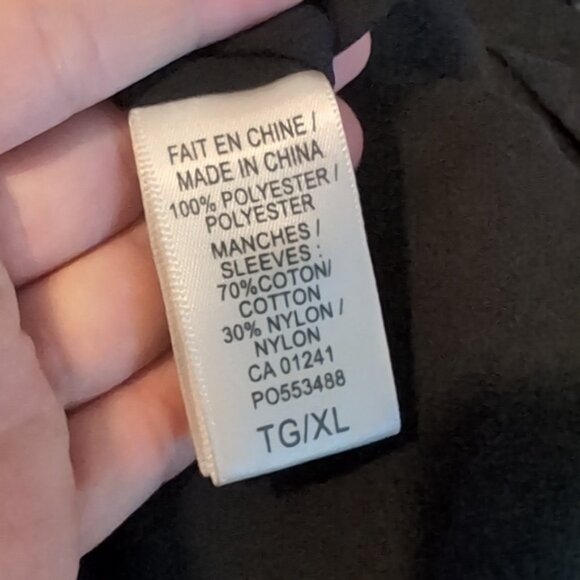 FAIT EN CHINE /
MADE IN CHINA
100% POLYESTER /
POLYESTER
MANCHES /
SLEEVES :
70%COTON/
COTTON
30% NYLON /
NYLON
CA 01241
PO553488
TG/XL